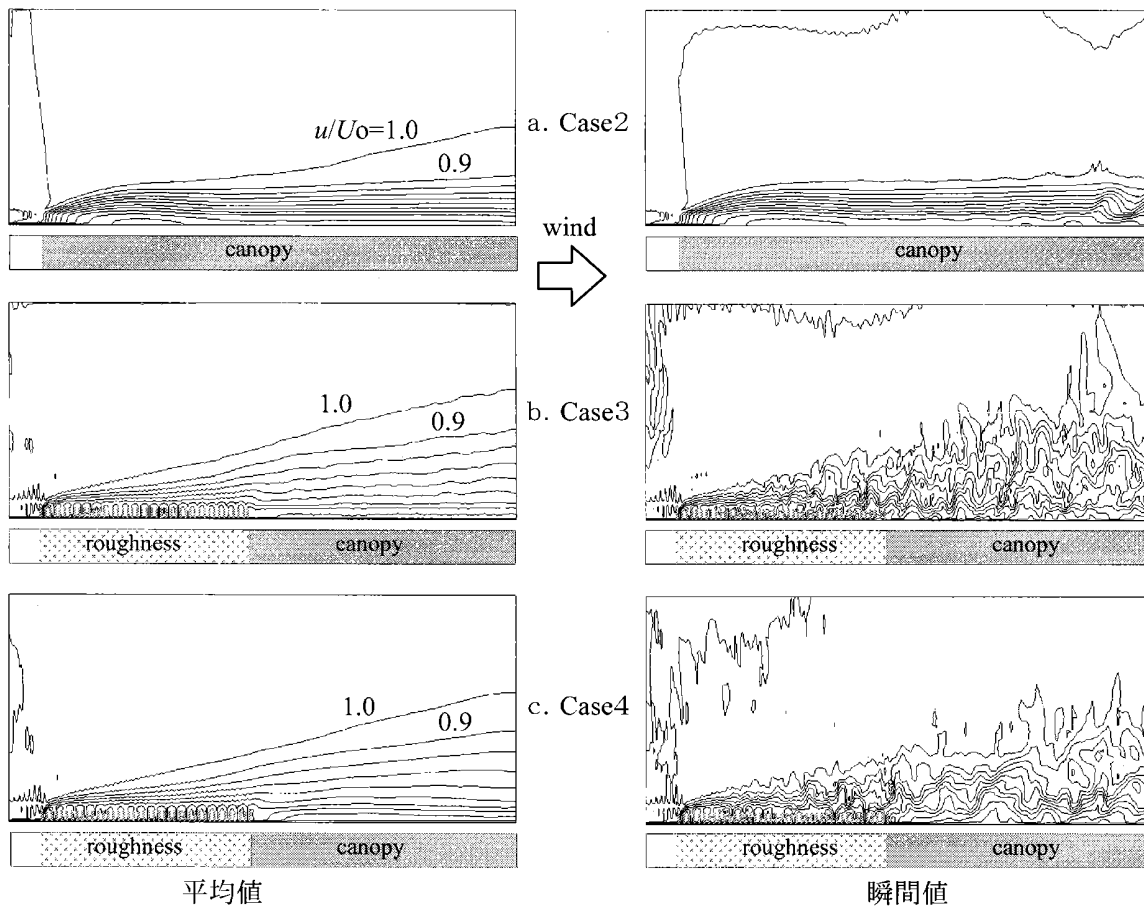 u/Uo=1.0
0.9
a. Case2
canopy
wind
canopy
1.0
0.9
b. Case3
roughness canopy
roughness canopy
1.0
0.9
c. Case4
roughness canopy
roughness canopy
平均値
瞬間値